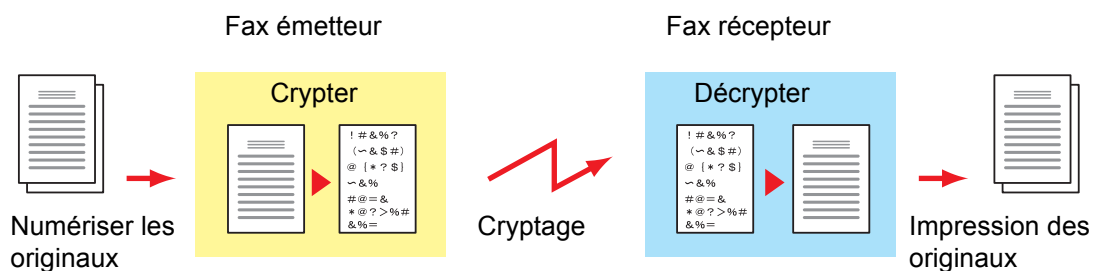 Fax émetteur
Fax récepteur
Crypter
Décrypter
! # & % ?
(∽ & $ #)
@ { * ? $ }
∽ & %
# @ = &
* @ ? > % #
& % =
! # & % ?
(∽ & $ #)
@ { * ? $ }
∽ & %
# @ = &
* @ ? > % #
& % =
Numériser les
originaux
Cryptage
Impression des
originaux